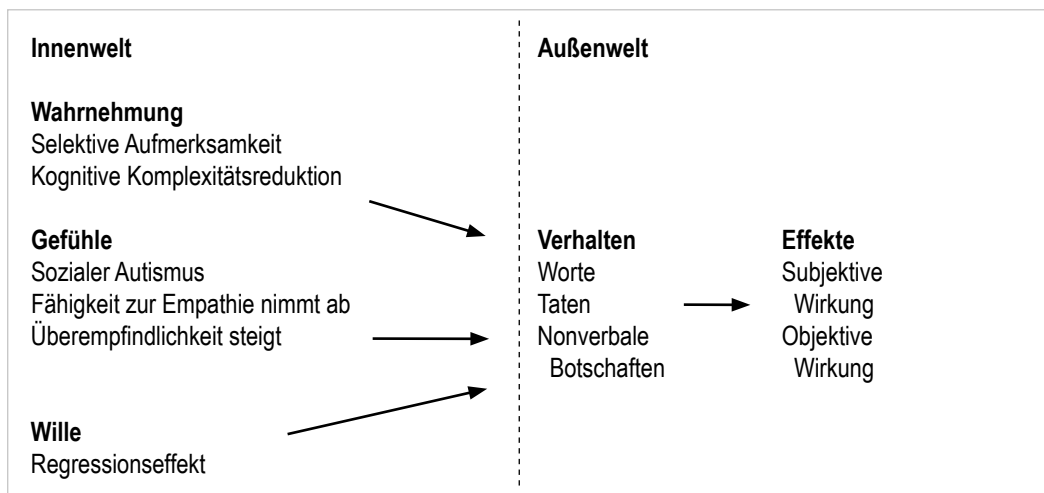 Innenwelt
Wahrnehmung
Selektive Aufmerksamkeit
Kognitive Komplexitätsreduktion
Gefühle
Sozialer Autismus
Fähigkeit zur Empathie nimmt ab
Überempfindlichkeit steigt
Wille
Regressionseffekt
Außenwelt
Verhalten
Worte
Taten
Nonverbale
Botschaften
Effekte
Subjektive
Wirkung
Objektive
Wirkung